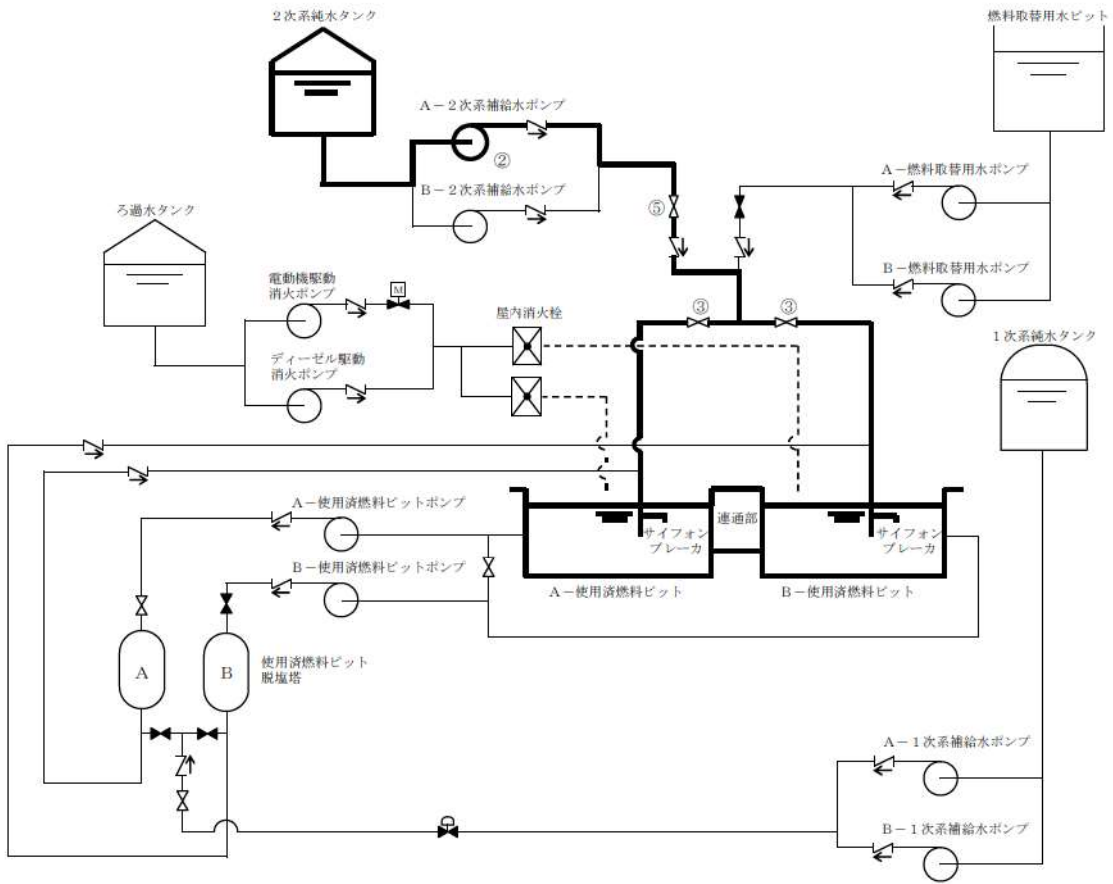 2次系純水タンク
燃料取替用水ピット
A－2次系補給水ポンプ
②
B－2次系補給水ポンプ
⑤
A－燃料取替用水ポンプ
B－燃料取替用水ポンプ
ろ過水タンク
電動機駆動
消火ポンプ
M
屋内消火栓
③
③
1次系純水タンク
ディーゼル駆動
消火ポンプ
A－使用済燃料ピットポンプ
連通部
サイフォン
ブレーカ
サイフォン
ブレーカ
B－使用済燃料ピットポンプ
A－使用済燃料ピット
B－使用済燃料ピット
A
B
使用済燃料ピット
脱塩塔
A－1次系補給水ポンプ
B－1次系補給水ポンプ